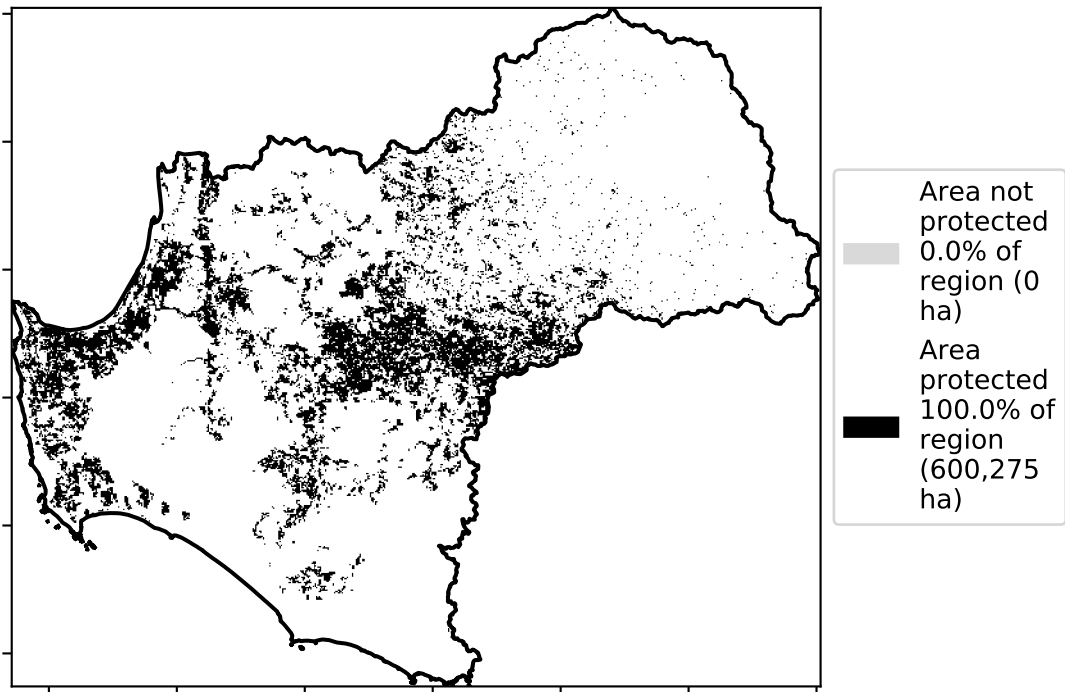 Area not
protected
0.0% of
region (0
ha)
Area
protected
100.0% of
region
(600,275
ha)